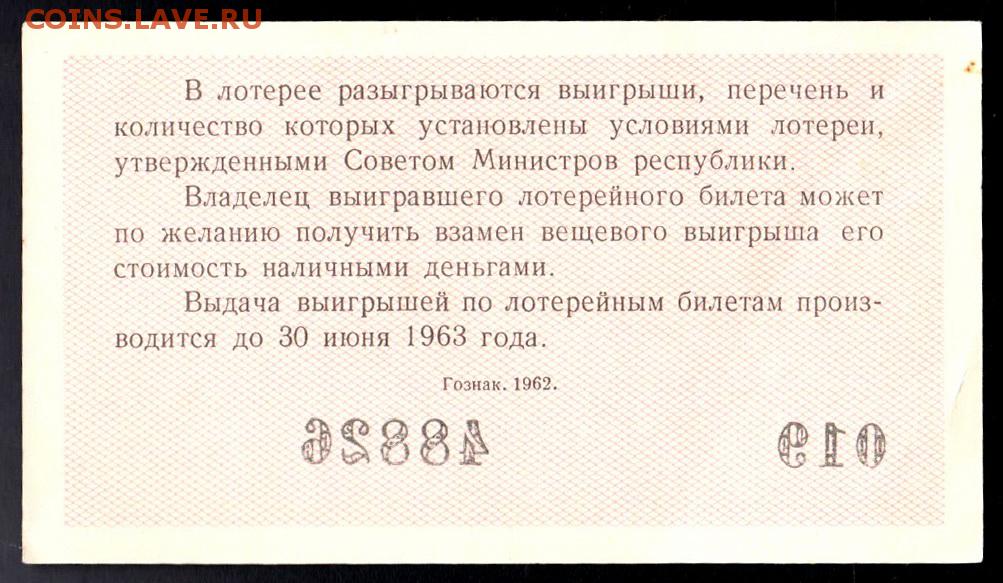 COINS.LAVE.RU
В лотерее разыгрываются выигрыши, перечень и
количество которых установлены условиями лотереи,
утвержденными Советом Министров республики.
Владелец выигравшего лотерейного билета может
по желанию получить взамен вещевого выигрыша его
стоимость наличными деньгами.
Выдача выигрышей по лотерейным билетам произ-
водится до 30 июня 1963 года.
Гознак. 1962.
48826 019